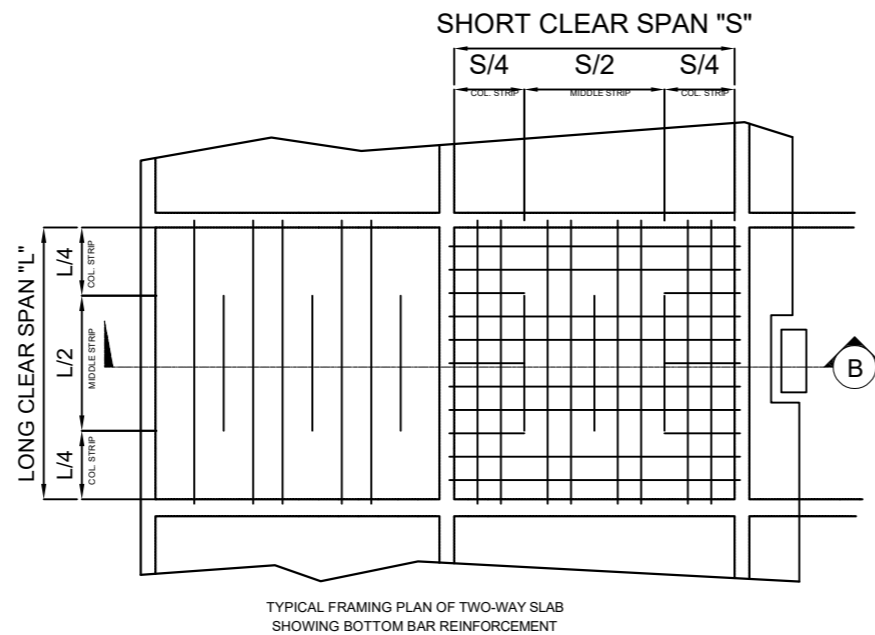 SHORT CLEAR SPAN "S"
S/4 S/2 S/4
COL. STRIP MIDDLE STRIP COL. STRIP
LONG CLEAR SPAN "L"
L/4
COL. STRIP
L/2
MIDDLE STRIP
L/4
COL. STRIP
B
TYPICAL FRAMING PLAN OF TWO-WAY SLAB
SHOWING BOTTOM BAR REINFORCEMENT